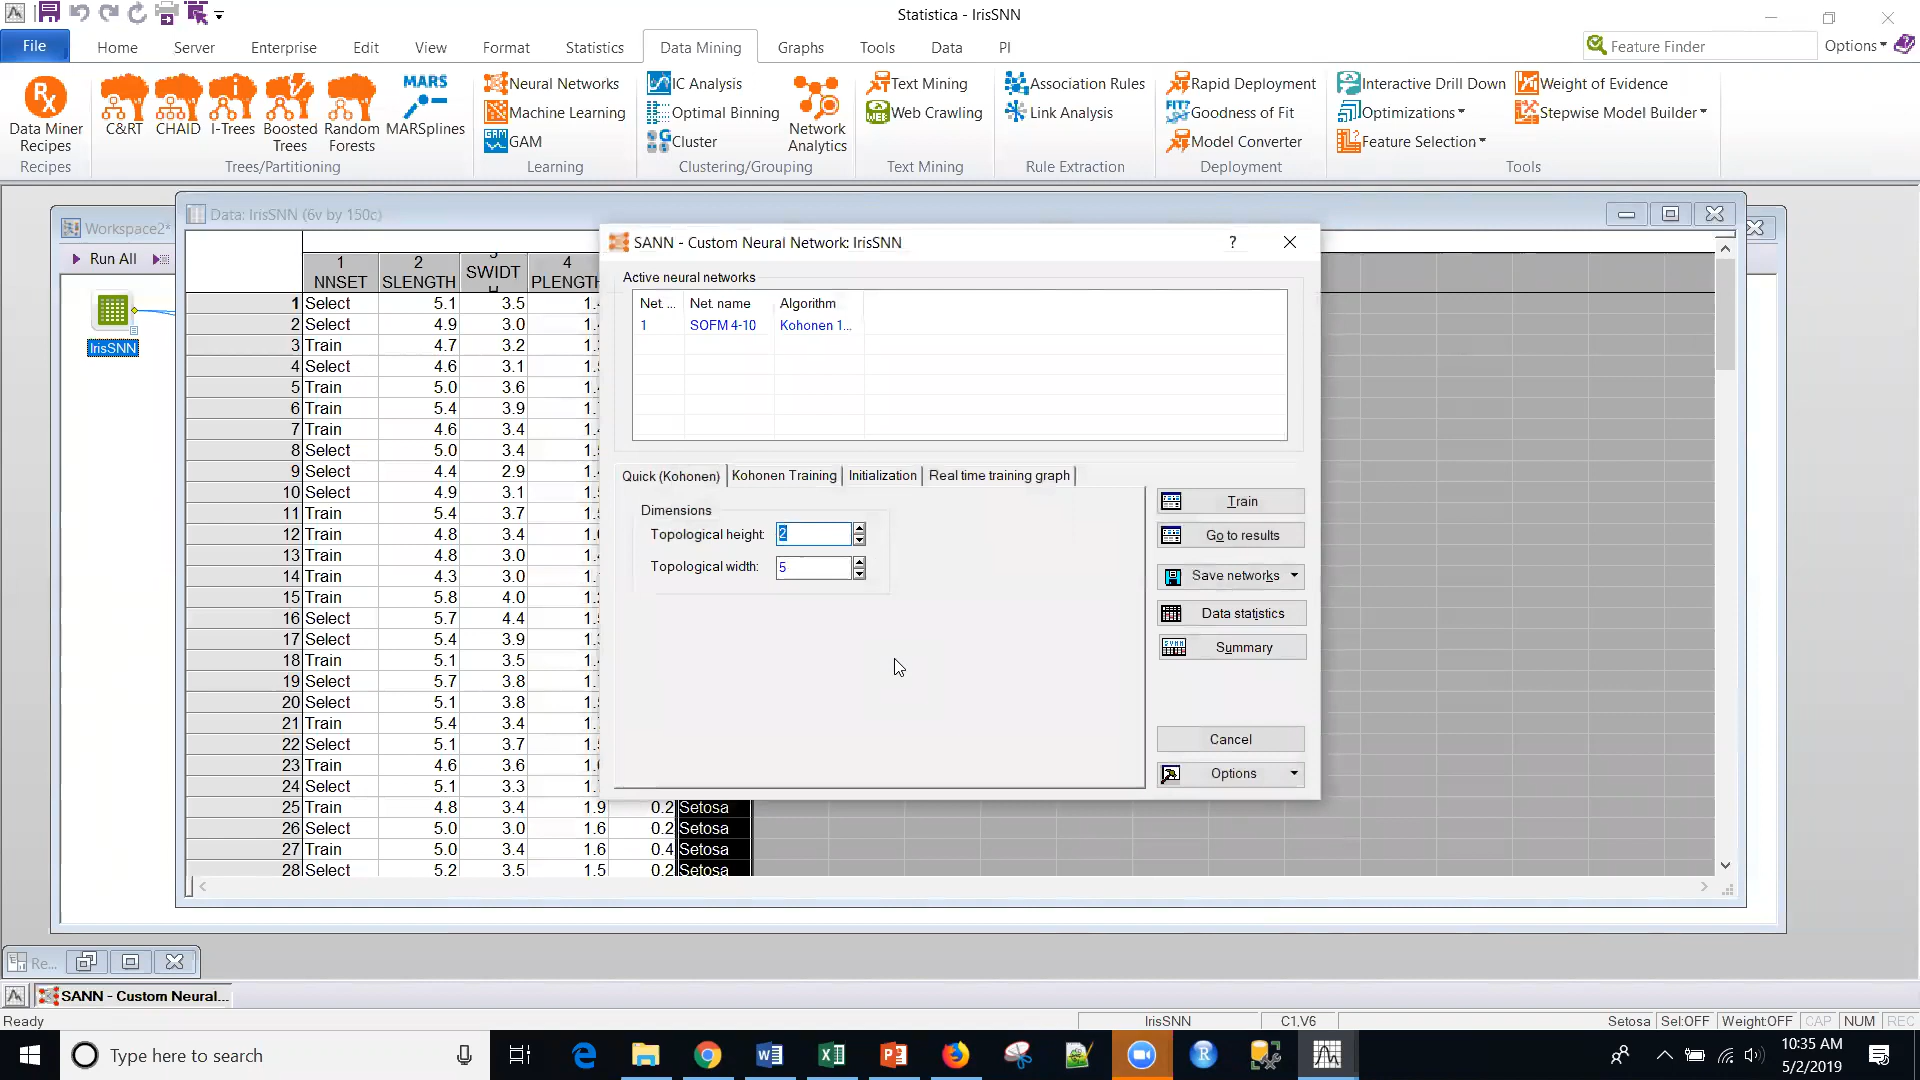 Statistica - IrisSNN
File Home Server Enterprise Edit View Format Statistics Data Mining Graphs Tools Data PI
Feature Finder
Options
Rx
Data Miner Recipes
Recipes
C&RT
CHAID
I-Trees
Boosted Trees
Random Forests
MARS
MARSplines
Trees/Partitioning
Neural Networks
Machine Learning
GAM
Learning
IC Analysis
Optimal Binning
Cluster
Network Analytics
Clustering/Grouping
Text Mining
Web Crawling
Text Mining
Association Rules
Link Analysis
Rule Extraction
Rapid Deployment
FIT?
Goodness of Fit
Model Converter
Deployment
Interactive Drill Down
Optimizations
Feature Selection
Weight of Evidence
Stepwise Model Builder
Tools
Workspace2*
Run All
IrisSNN
Data: IrisSNN (6v by 150c)
1 2 4
NNSET SLENGTH SWIDT PLENGTH
1 Select 5.1 3.5
2 Select 4.9 3.0
3 Train 4.7 3.2
4 Select 4.6 3.1
5 Train 5.0 3.6
6 Train 5.4 3.9
7 Train 4.6 3.4
8 Select 5.0 3.4
9 Select 4.4 2.9
10 Select 4.9 3.1
11 Train 5.4 3.7
12 Train 4.8 3.4
13 Train 4.8 3.0
14 Train 4.3 3.0
15 Train 5.8 4.0
16 Select 5.7 4.4
17 Select 5.4 3.9
18 Train 5.1 3.5
19 Select 5.7 3.8
20 Select 5.1 3.8
21 Train 5.4 3.4
22 Select 5.1 3.7
23 Train 4.6 3.6
24 Select 5.1 3.3
25 Train 4.8 3.4 1.9 0.2 Setosa
26 Select 5.0 3.0 1.6 0.2 Setosa
27 Train 5.0 3.4 1.6 0.4 Setosa
28 Select 5.2 3.5 1.5 0.2 Setosa
SANN - Custom Neural Network: IrisSNN
?
Active neural networks
Net. ... Net. name Algorithm
1 SOFM 4-10 Kohonen 1...
Quick (Kohonen) Kohonen Training Initialization Real time training graph
Dimensions
Topological height: 2
Topological width: 5
Train
Go to results
Save networks
Data statistics
Summary
Cancel
Options
Re...
SANN - Custom Neural...
Ready
IrisSNN
C1,V6
Setosa Sel:OFF Weight:OFF CAP NUM REC
Type here to search
10:35 AM
5/2/2019